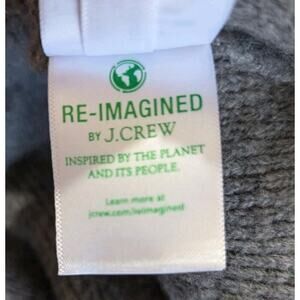 RE-IMAGINED
BY J.CREW
INSPIRED BY THE PLANET
AND ITS PEOPLE.
Learn more at
jcrew.com/reimagined